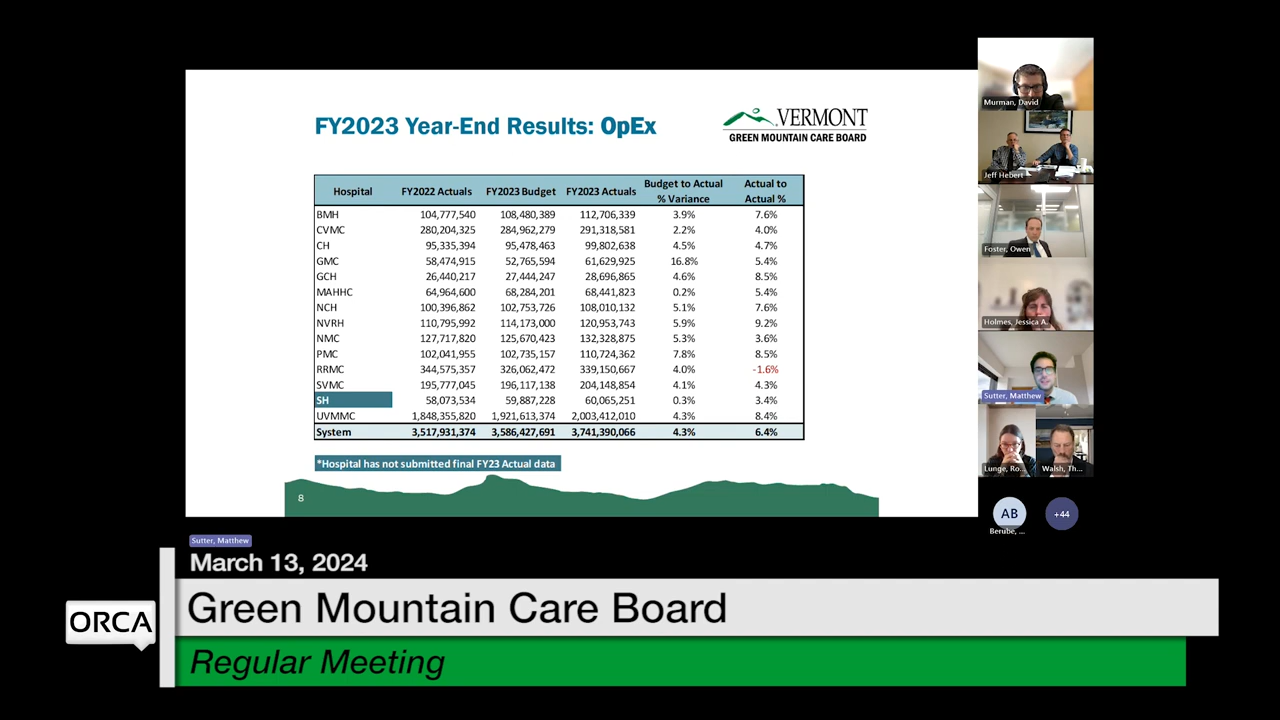 FY2023 Year-End Results: OpEx
VERMONT
GREEN MOUNTAIN CARE BOARD
Hospital FY2022 Actuals FY2023 Budget FY2023 Actuals Budget to Actual % Variance Actual to Actual %
BMH 104,777,540 108,480,389 112,706,339 3.9% 7.6%
CVMC 280,204,325 284,962,279 291,318,581 2.2% 4.0%
CH 95,335,394 95,478,463 99,802,638 4.5% 4.7%
GMC 58,474,915 52,765,594 61,629,925 16.8% 5.4%
GCH 26,440,217 27,444,247 28,696,865 4.6% 8.5%
MAHHC 64,964,600 68,284,201 68,441,823 0.2% 5.4%
NCH 100,396,862 102,753,726 108,010,132 5.1% 7.6%
NVRH 110,795,992 114,173,000 120,953,743 5.9% 9.2%
NMC 127,717,820 125,670,423 132,328,875 5.3% 3.6%
PMC 102,041,955 102,735,157 110,724,362 7.8% 8.5%
RRMC 344,575,357 326,062,472 339,150,667 4.0% -1.6%
SVMC 195,777,045 196,117,138 204,148,854 4.1% 4.3%
SH 58,073,534 59,887,228 60,065,251 0.3% 3.4%
UVMMC 1,848,355,820 1,921,613,374 2,003,412,010 4.3% 8.4%
System 3,517,931,374 3,586,427,691 3,741,390,066 4.3% 6.4%
*Hospital has not submitted final FY23 Actual data
8
Murman, David
Jeff Hebert
Foster, Owen
Holmes, Jessica A...
Sutter, Matthew
Lunge, Ro...
Walsh, Th...
AB
+44
Berube, ...
Sutter, Matthew
March 13, 2024
ORCA
Green Mountain Care Board
Regular Meeting